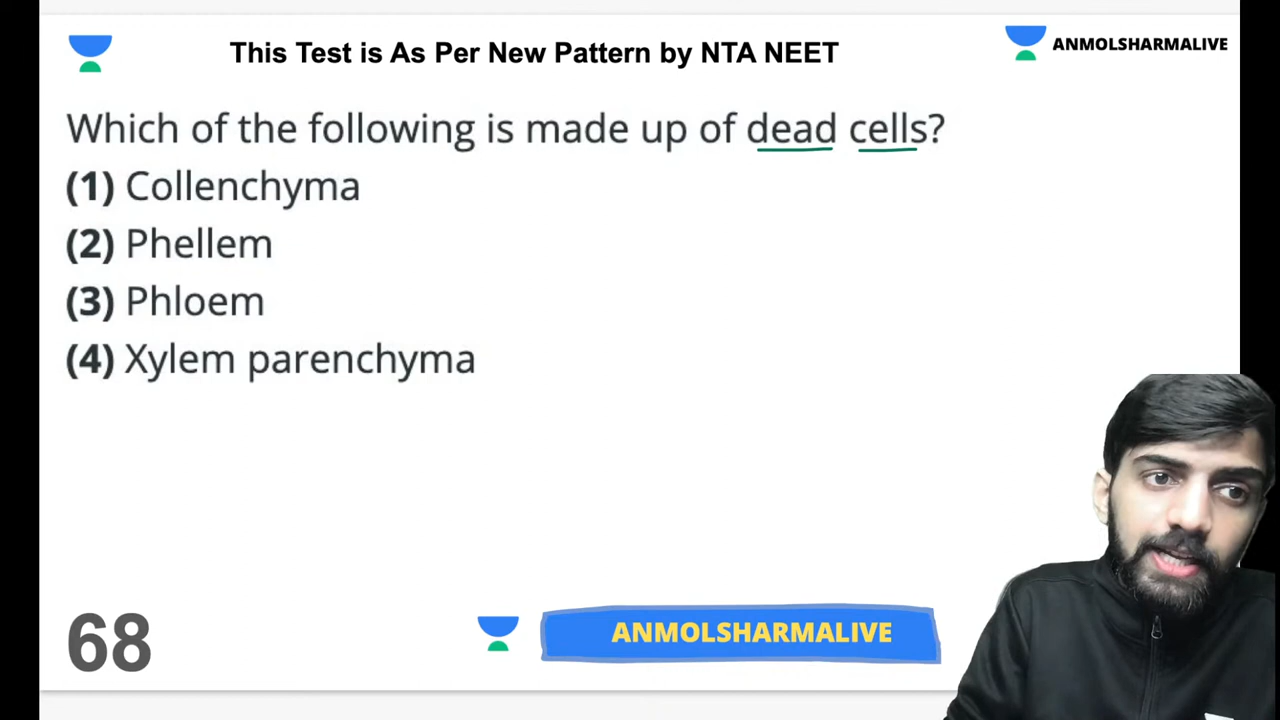 This Test is As Per New Pattern by NTA NEET
ANMOLSHARMALIVE
Which of the following is made up of dead cells?
(1) Collenchyma
(2) Phellem
(3) Phloem
(4) Xylem parenchyma
68
ANMOLSHARMALIVE